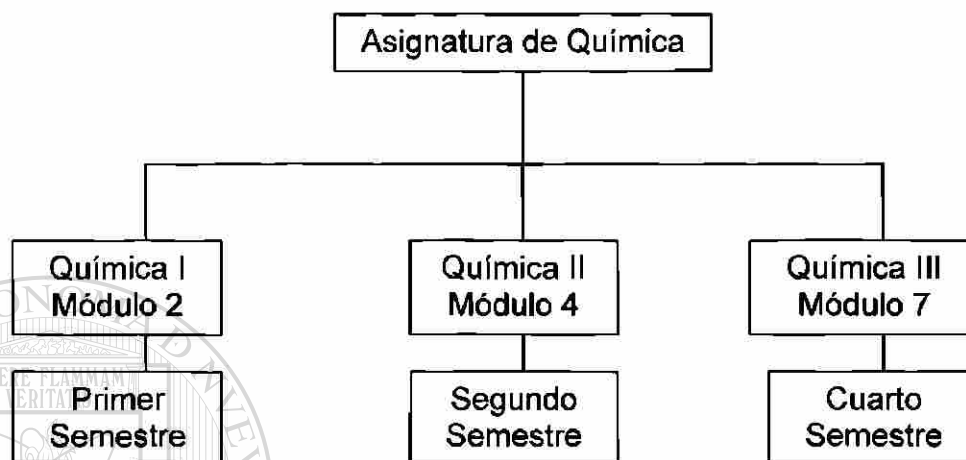 Asignatura de Química
Química I
Módulo 2
Química II
Módulo 4
Química III
Módulo 7
Primer
Semestre
Segundo
Semestre
Cuarto
Semestre